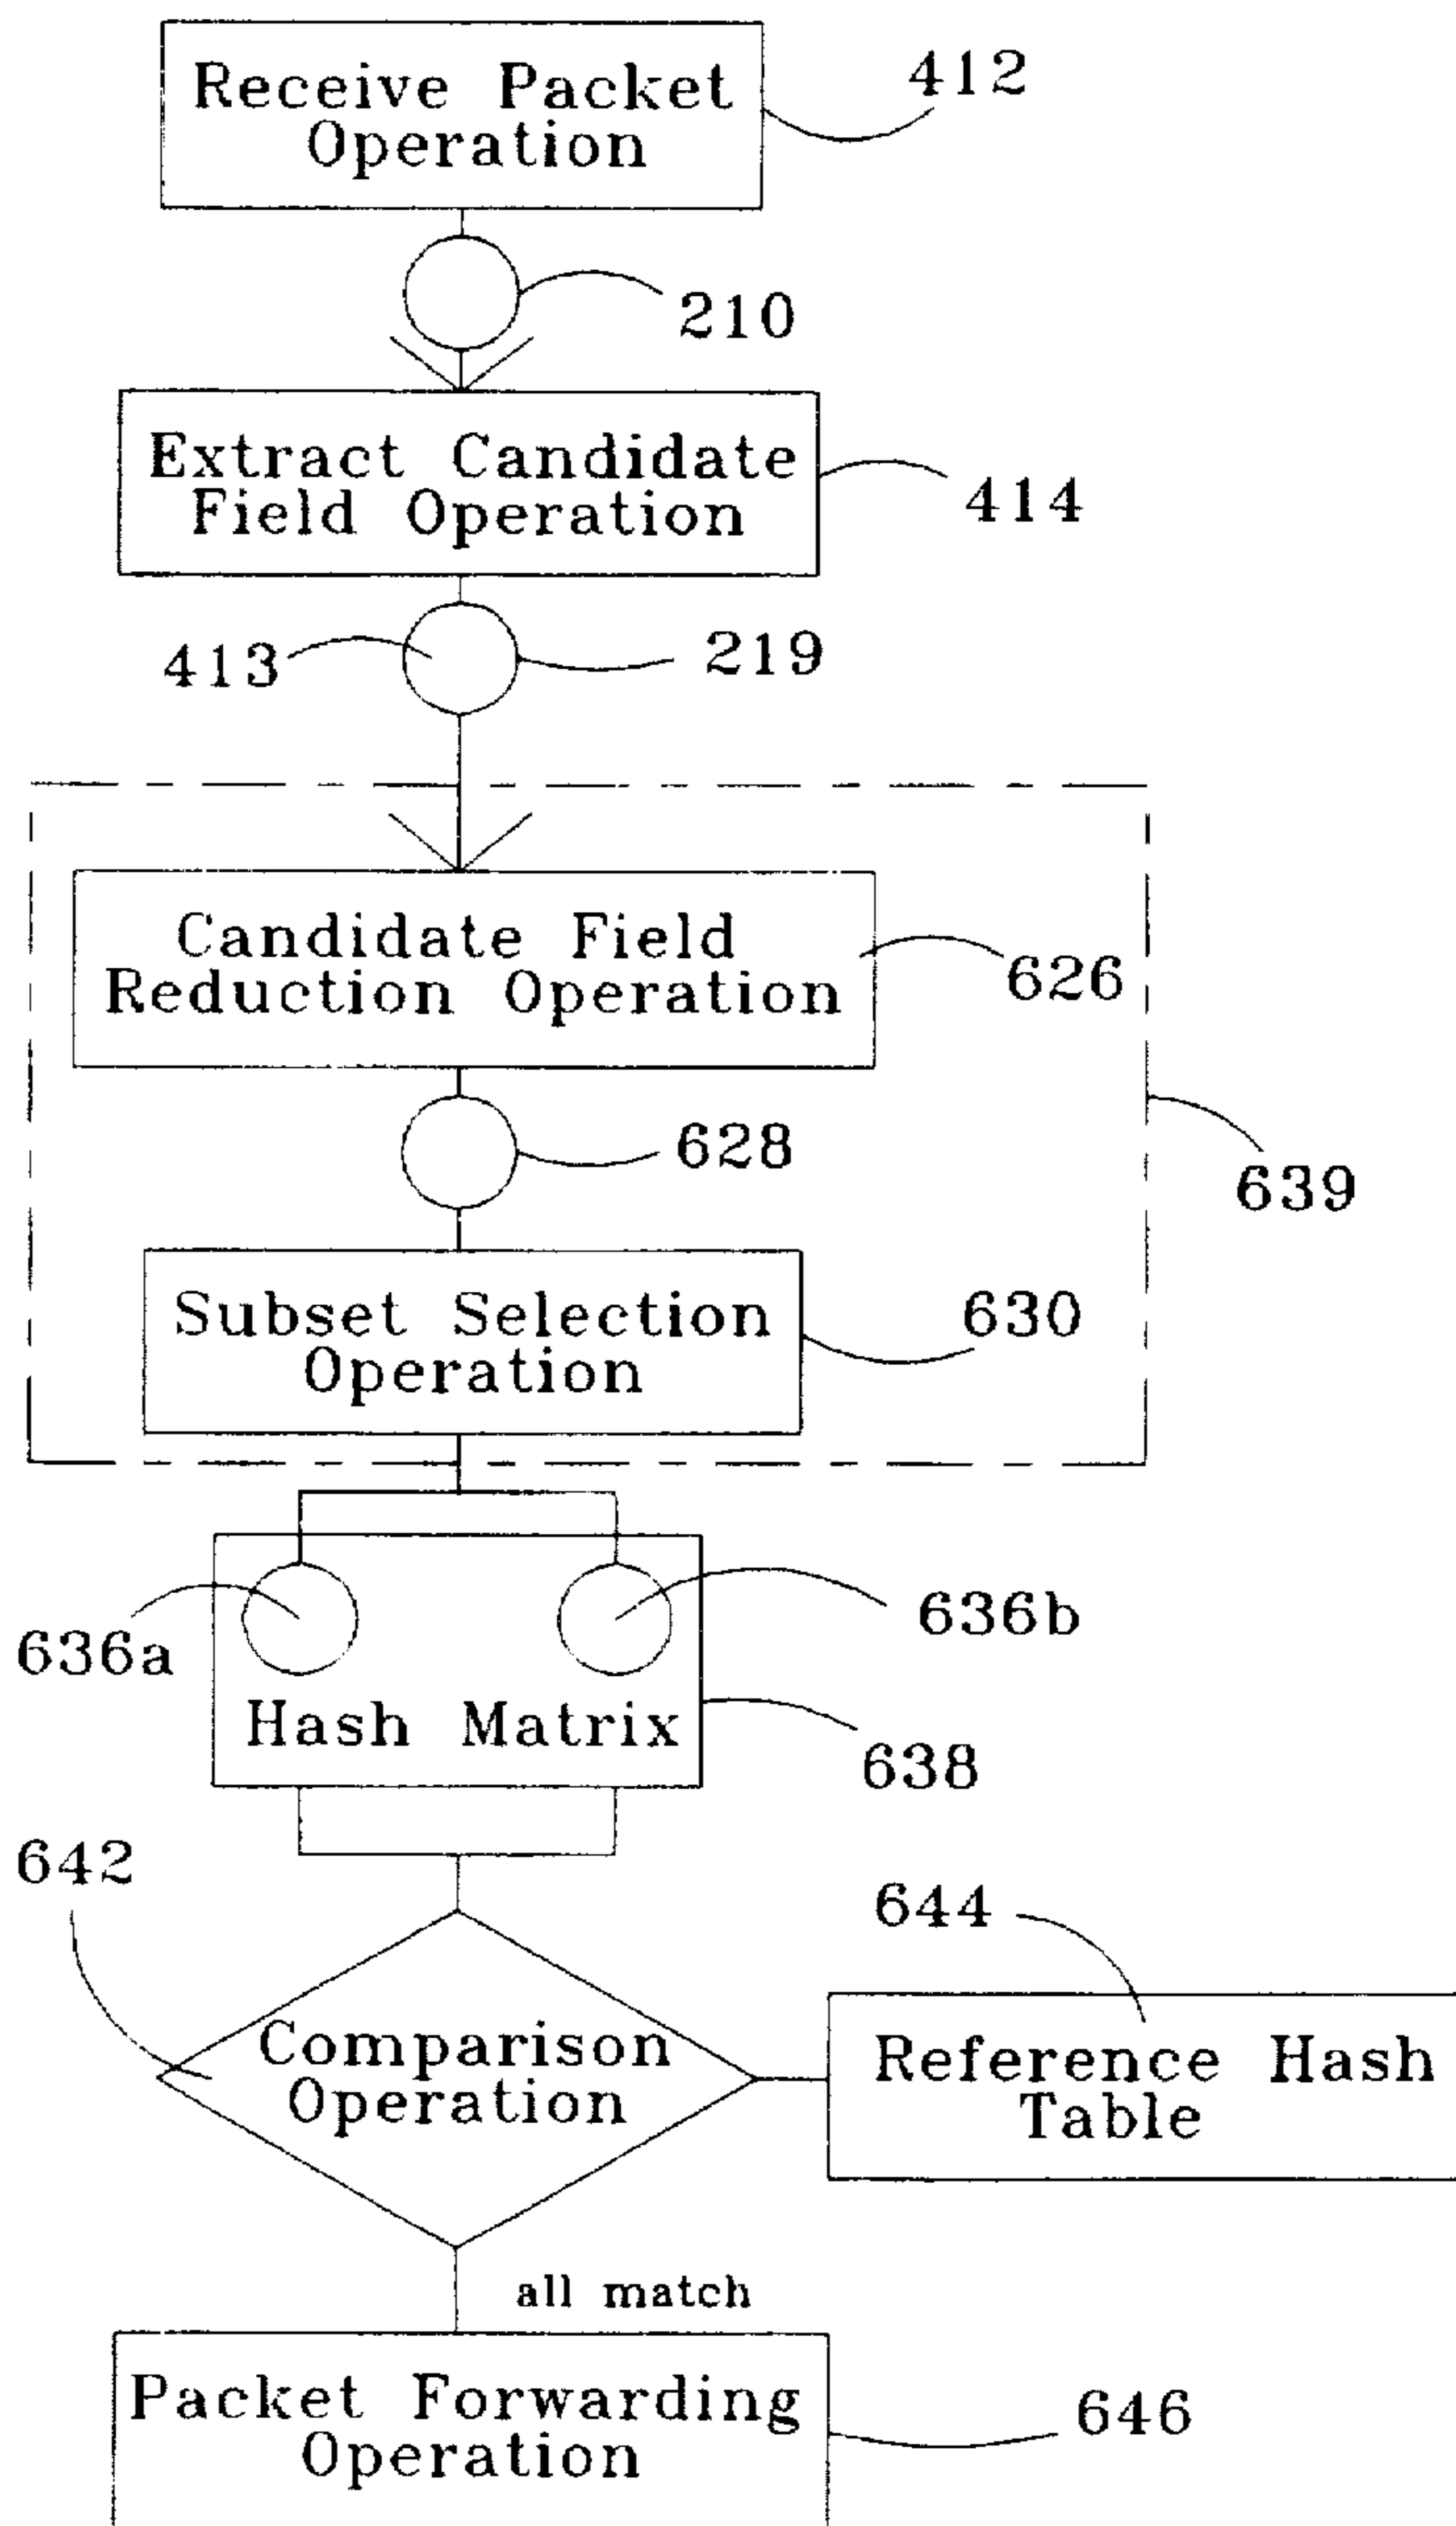 Receive Packet
Operation
412
210
Extract Candidate
Field Operation
414
413
219
Candidate Field
Reduction Operation
626
628
639
Subset Selection
Operation
630
636a
636b
Hash Matrix
638
642
644
Comparison
Operation
Reference Hash
Table
all match
Packet Forwarding
Operation
646